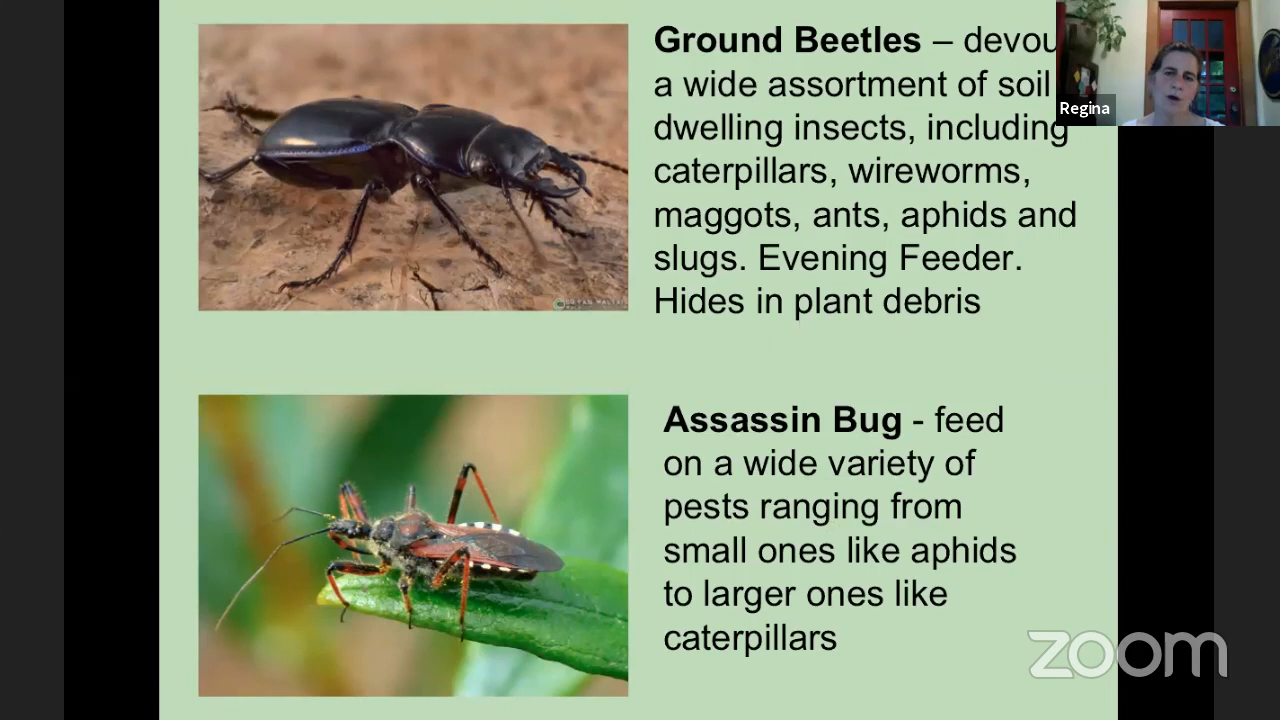 Ground Beetles – devou
a wide assortment of soil
dwelling insects, including
caterpillars, wireworms,
maggots, ants, aphids and
slugs. Evening Feeder.
Hides in plant debris
Regina
Assassin Bug - feed
on a wide variety of
pests ranging from
small ones like aphids
to larger ones like
caterpillars
zoom